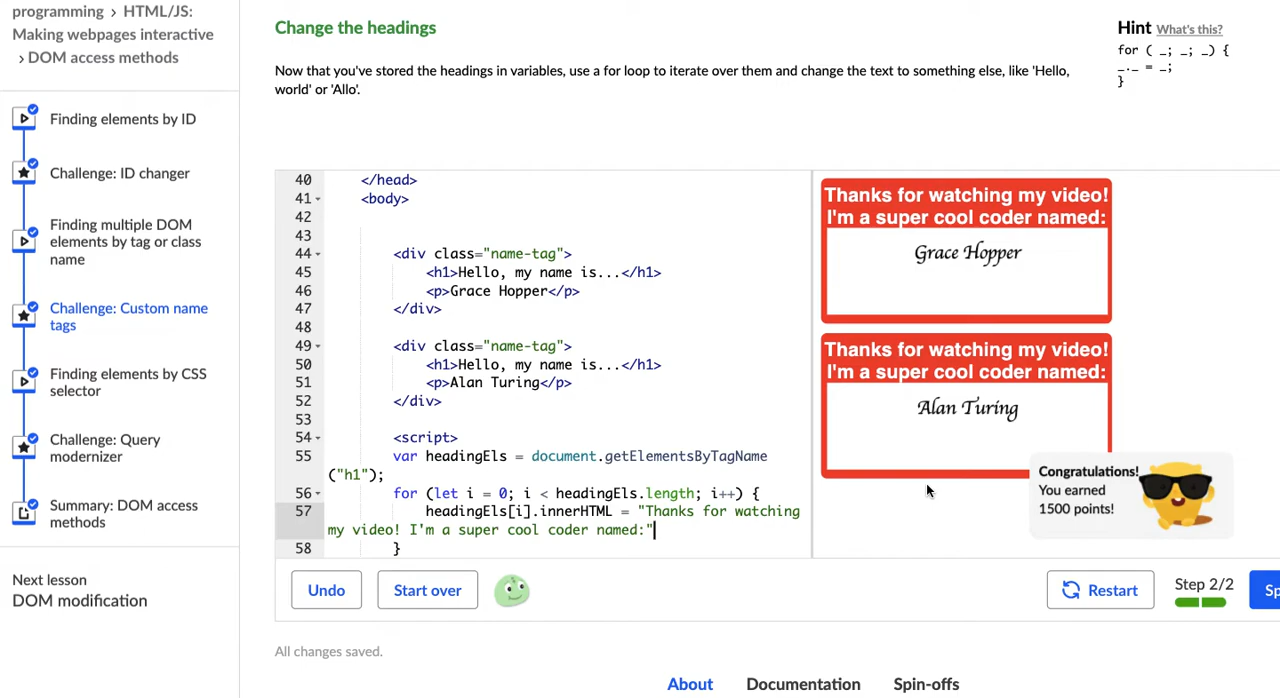 programming › HTML/JS:
Making webpages interactive
› DOM access methods
Finding elements by ID
Challenge: ID changer
Finding multiple DOM
elements by tag or class
name
Challenge: Custom name
tags
Finding elements by CSS
selector
Challenge: Query
modernizer
Summary: DOM access
methods
Next lesson
DOM modification
Change the headings
Now that you've stored the headings in variables, use a for loop to iterate over them and change the text to something else, like 'Hello,
world' or 'Allo'.
Hint What's this?
for ( _; _; _) {
_._ = _;
}
40 </head>
41 <body>
42
43
44 <div class="name-tag">
45 <h1>Hello, my name is...</h1>
46 <p>Grace Hopper</p>
47 </div>
48
49 <div class="name-tag">
50 <h1>Hello, my name is...</h1>
51 <p>Alan Turing</p>
52 </div>
53
54 <script>
55 var headingEls = document.getElementsByTagName
("h1");
56 for (let i = 0; i < headingEls.length; i++) {
57 headingEls[i].innerHTML = "Thanks for watching
my video! I'm a super cool coder named:"
58 }
Thanks for watching my video!
I'm a super cool coder named:
Grace Hopper
Thanks for watching my video!
I'm a super cool coder named:
Alan Turing
Congratulations!
You earned
1500 points!
Undo
Start over
Restart
Step 2/2
Sp
All changes saved.
About Documentation Spin-offs